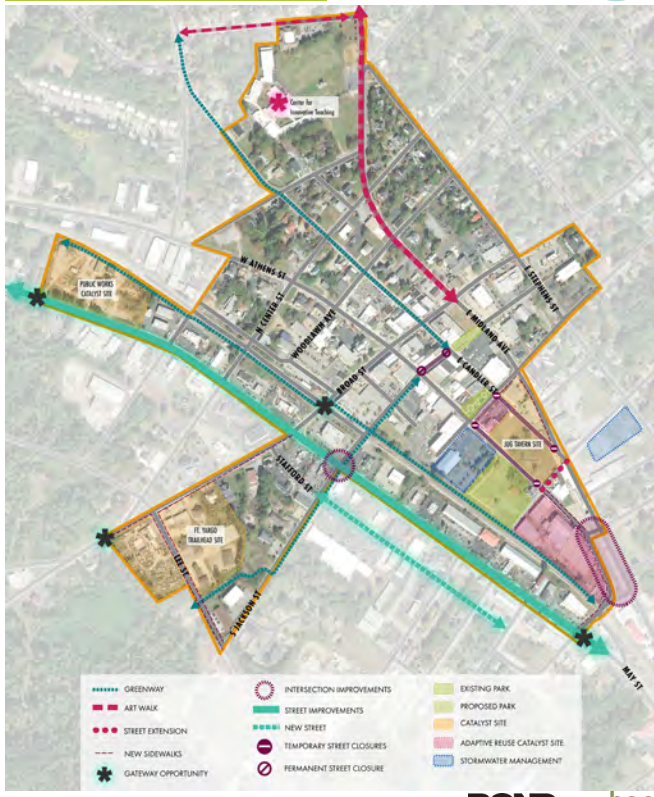 Center for
Innovative Teaching
W ATHENS ST
E STEPHENS ST
PUBLIC WORKS
CATALYST SITE
N CENTER ST
WOODLAWN AVE
E MIDLAND AVE
BROAD ST
CANDLER ST
JUG TAVERN SITE
STAFFORD ST
FT. YARGO
TRAILHEAD SITE
LEE ST
S JACKSON ST
MAY ST
GREENWAY
ART WALK
STREET EXTENSION
NEW SIDEWALKS
GATEWAY OPPORTUNITY
INTERSECTION IMPROVEMENTS
STREET IMPROVEMENTS
NEW STREET
TEMPORARY STREET CLOSURES
PERMANENT STREET CLOSURE
EXISTING PARK
PROPOSED PARK
CATALYST SITE
ADAPTIVE REUSE CATALYST SITE
STORMWATER MANAGEMENT